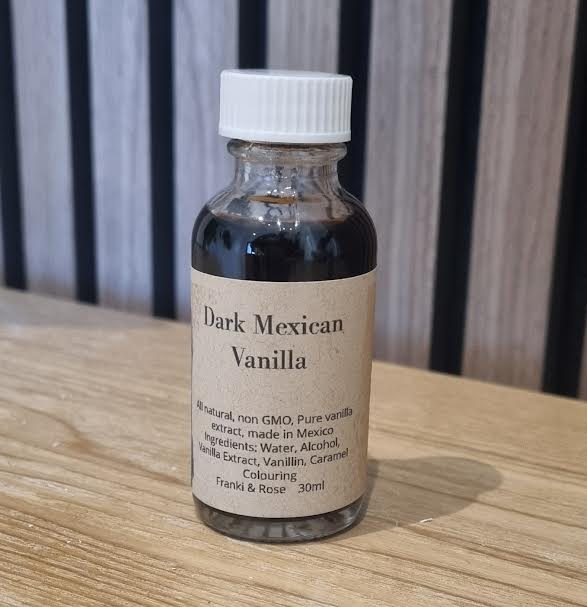 Dark Mexican
Vanilla
All natural, non GMO, Pure vanilla
extract, made in Mexico
Ingredients: Water, Alcohol,
Vanilla Extract, Vanillin, Caramel
Colouring
Franki & Rose 30ml